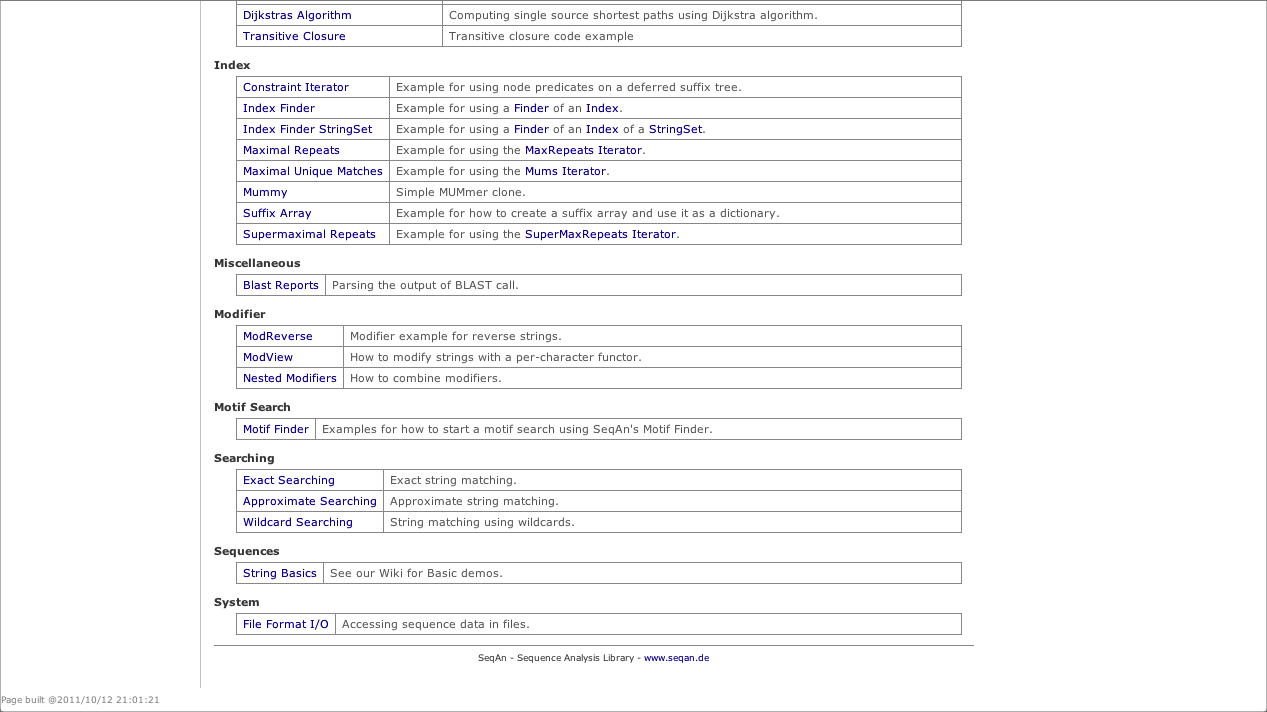 Dijkstras Algorithm Computing single source shortest paths using Dijkstra algorithm.
Transitive Closure Transitive closure code example
Index
Constraint Iterator Example for using node predicates on a deferred suffix tree.
Index Finder Example for using a Finder of an Index.
Index Finder StringSet Example for using a Finder of an Index of a StringSet.
Maximal Repeats Example for using the MaxRepeats Iterator.
Maximal Unique Matches Example for using the Mums Iterator.
Mummy Simple MUMmer clone.
Suffix Array Example for how to create a suffix array and use it as a dictionary.
Supermaximal Repeats Example for using the SuperMaxRepeats Iterator.
Miscellaneous
Blast Reports Parsing the output of BLAST call.
Modifier
ModReverse Modifier example for reverse strings.
ModView How to modify strings with a per-character functor.
Nested Modifiers How to combine modifiers.
Motif Search
Motif Finder Examples for how to start a motif search using SeqAn's Motif Finder.
Searching
Exact Searching Exact string matching.
Approximate Searching Approximate string matching.
Wildcard Searching String matching using wildcards.
Sequences
String Basics See our Wiki for Basic demos.
System
File Format I/O Accessing sequence data in files.
SeqAn - Sequence Analysis Library - www.seqan.de
Page built @2011/10/12 21:01:21